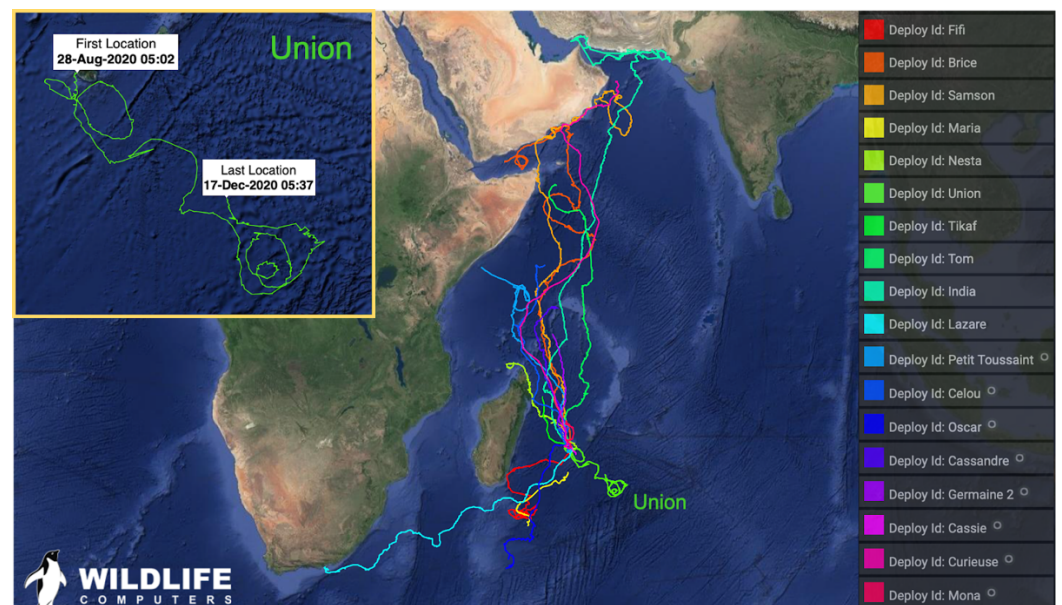 First Location
28-Aug-2020 05:02
Union
Last Location
17-Dec-2020 05:37
Union
WILDLIFE
COMPUTERS
Deploy Id: Fifi
Deploy Id: Brice
Deploy Id: Samson
Deploy Id: Maria
Deploy Id: Nesta
Deploy Id: Union
Deploy Id: Tikaf
Deploy Id: Tom
Deploy Id: India
Deploy Id: Lazare
Deploy Id: Petit Toussaint
Deploy Id: Celou
Deploy Id: Oscar
Deploy Id: Cassandre
Deploy Id: Germaine 2
Deploy Id: Cassie
Deploy Id: Curieuse
Deploy Id: Mona